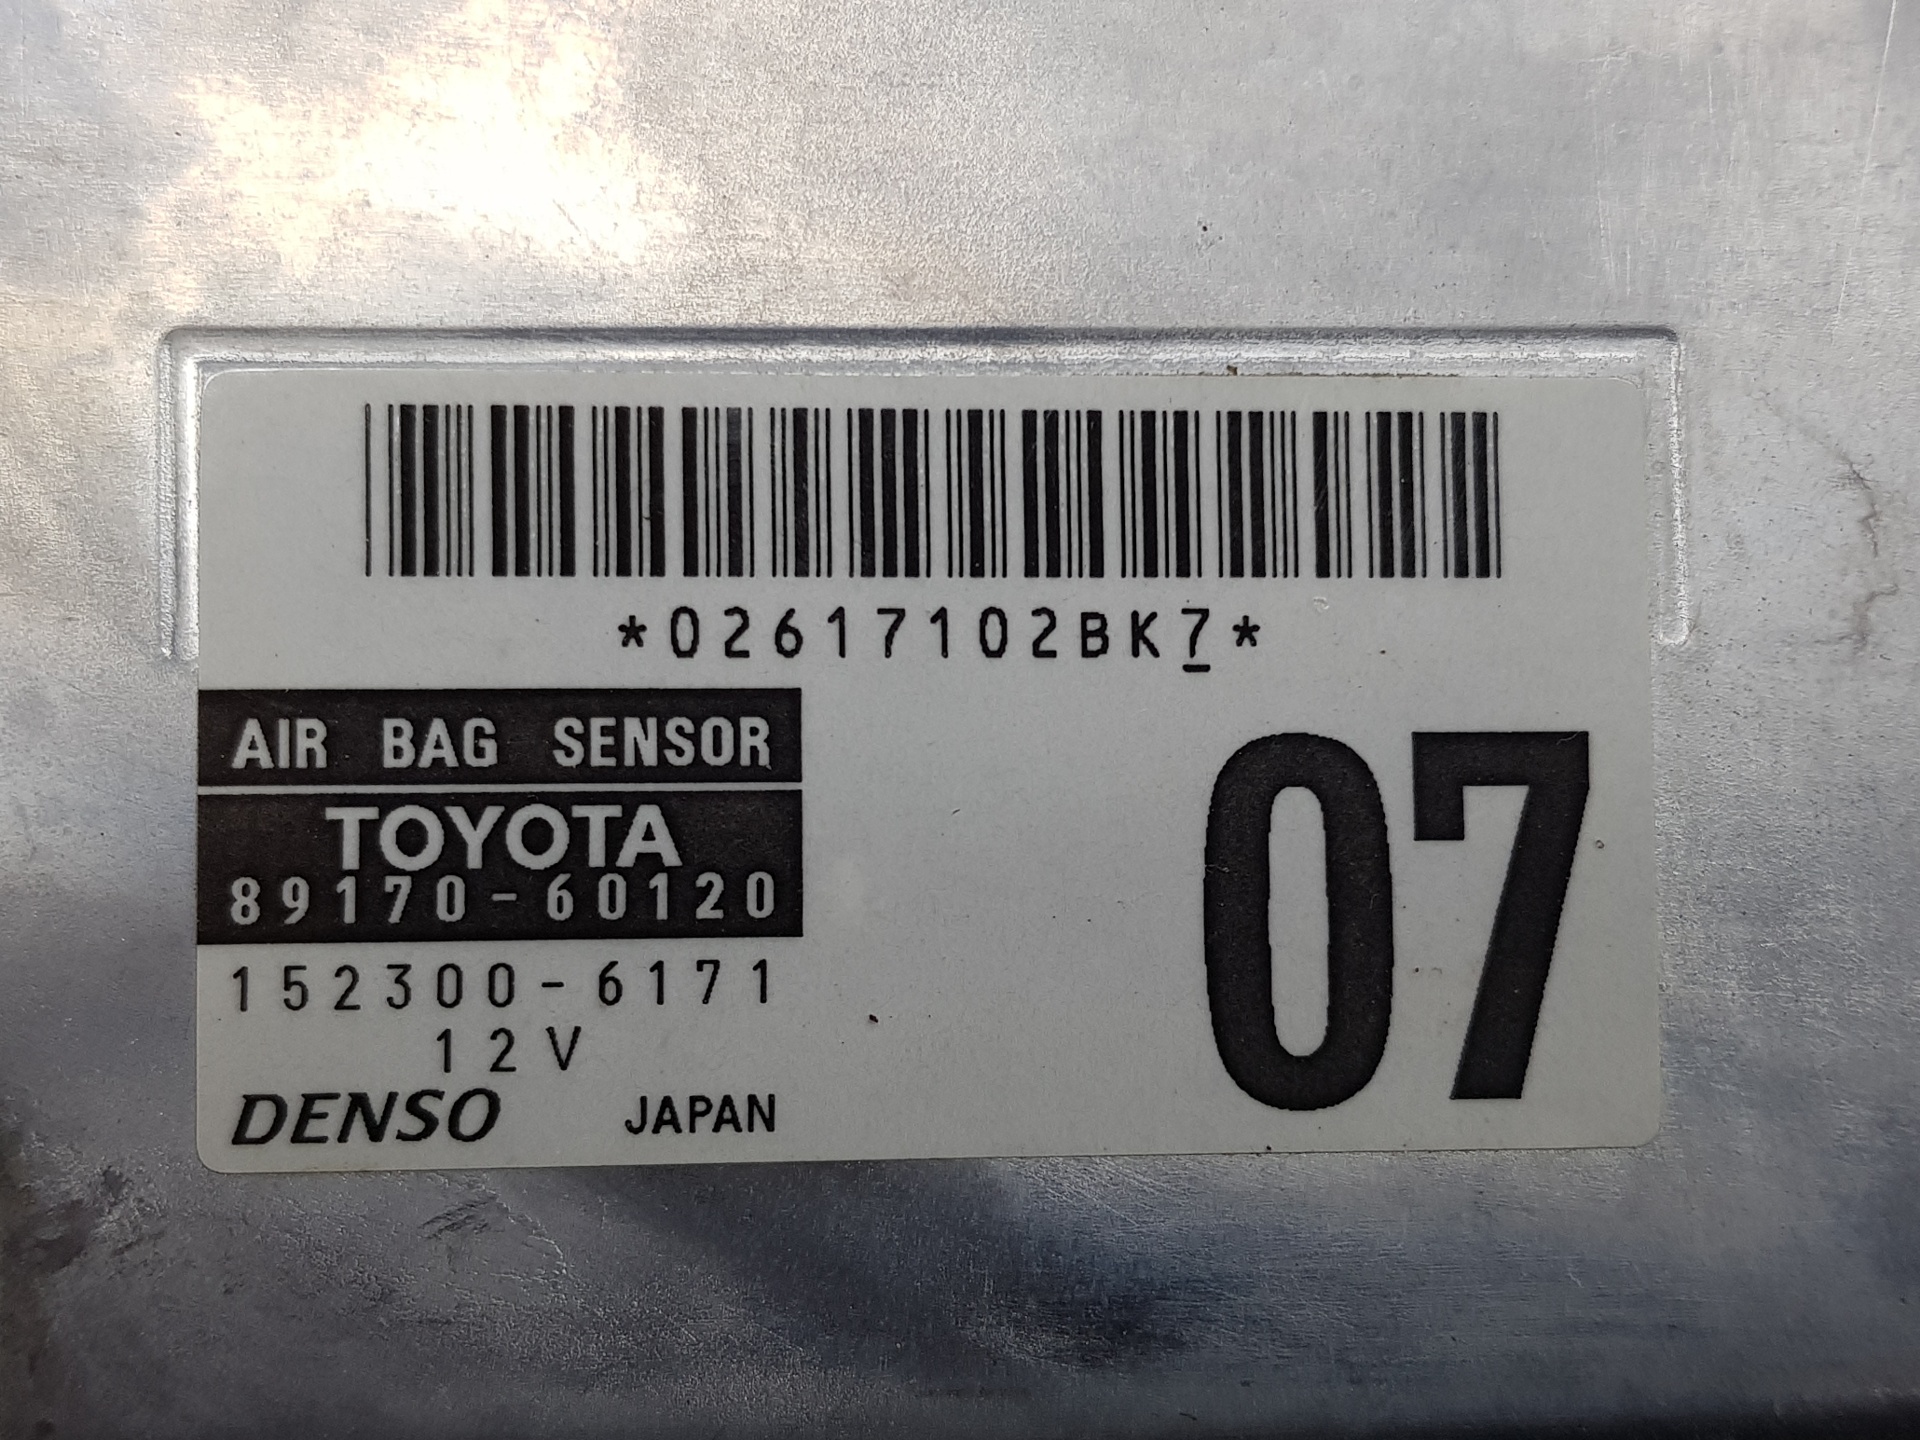 *02617102BK7*
AIR BAG SENSOR
TOYOTA
89170-60120
152300-6171
12V
DENSO JAPAN
07